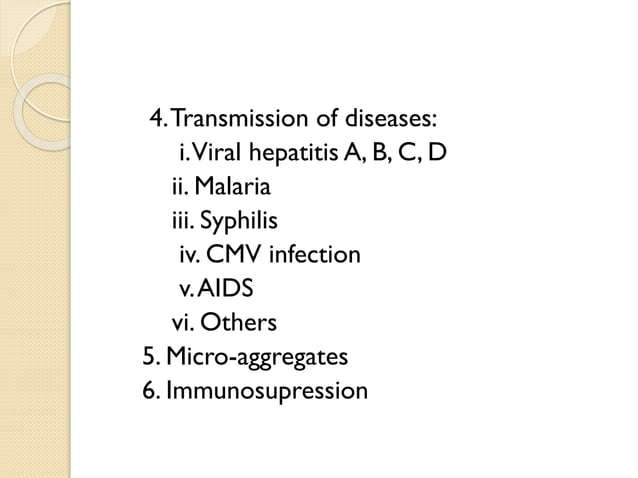 4. Transmission of diseases:
i. Viral hepatitis A, B, C, D
ii. Malaria
iii. Syphilis
iv. CMV infection
v. AIDS
vi. Others
5. Micro-aggregates
6. Immunosupression